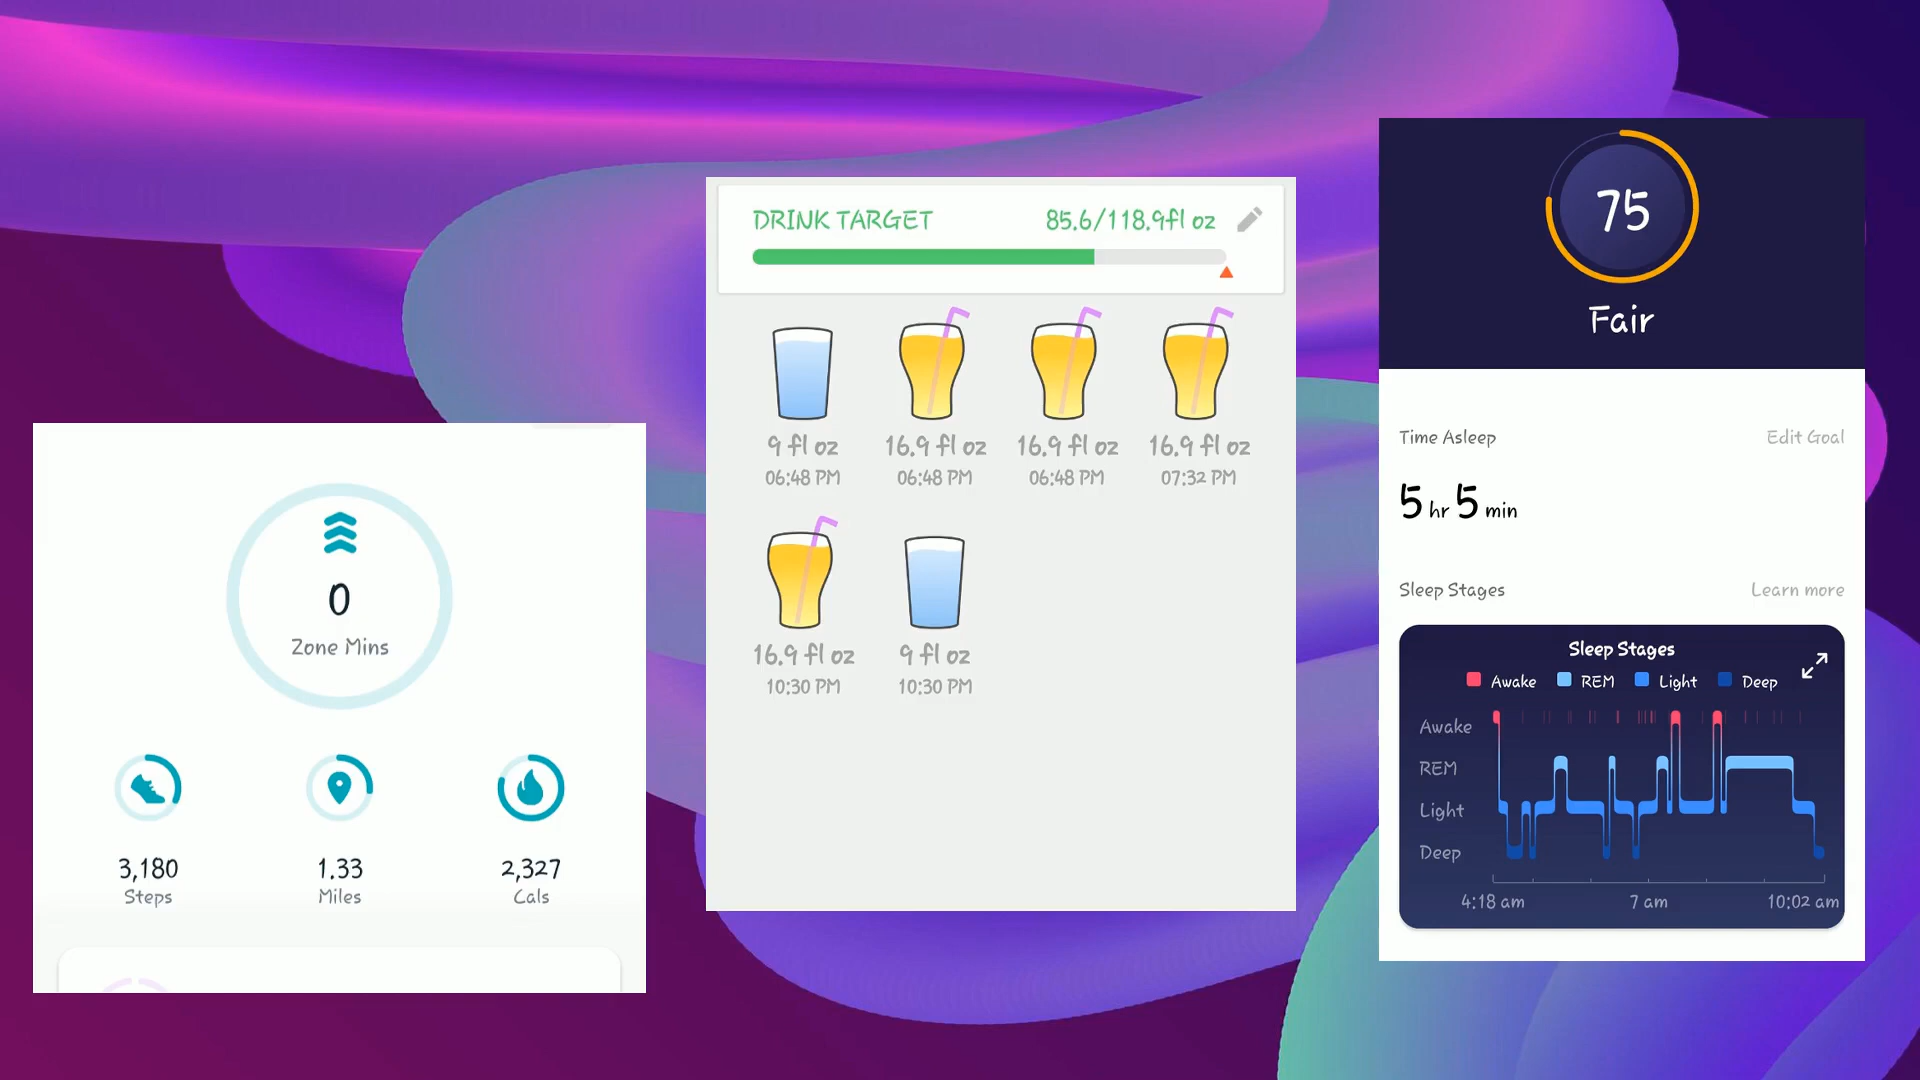 0
Zone Mins
3,180
Steps
1.33
Miles
2,327
Cals
DRINK TARGET 85.6/118.9fl oz
9 fl oz 16.9 fl oz 16.9 fl oz 16.9 fl oz
06:48 PM 06:48 PM 06:48 PM 07:32 PM
16.9 fl oz 9 fl oz
10:30 PM 10:30 PM
75
Fair
Time Asleep Edit Goal
5 hr 5 min
Sleep Stages Learn more
Sleep Stages
Awake REM Light Deep
Awake
REM
Light
Deep
4:18 am 7 am 10:02 am